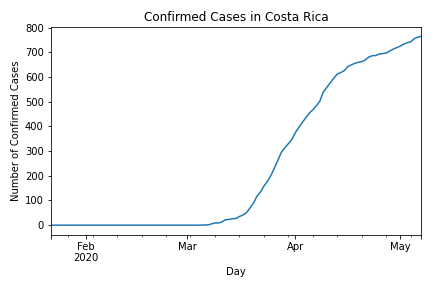 Confirmed Cases in Costa Rica
800
700
600
500
400
300
200
100
0
Number of Confirmed Cases
Feb
2020
Mar
Apr
May
Day